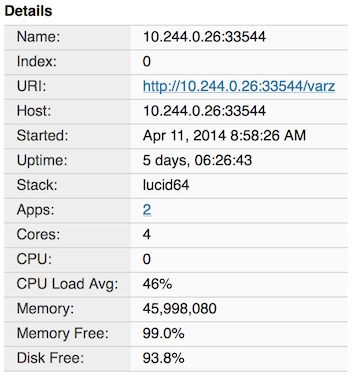 Details
Name: 10.244.0.26:33544
Index: 0
URI: http://10.244.0.26:33544/varz
Host: 10.244.0.26:33544
Started: Apr 11, 2014 8:58:26 AM
Uptime: 5 days, 06:26:43
Stack: lucid64
Apps: 2
Cores: 4
CPU: 0
CPU Load Avg: 46%
Memory: 45,998,080
Memory Free: 99.0%
Disk Free: 93.8%